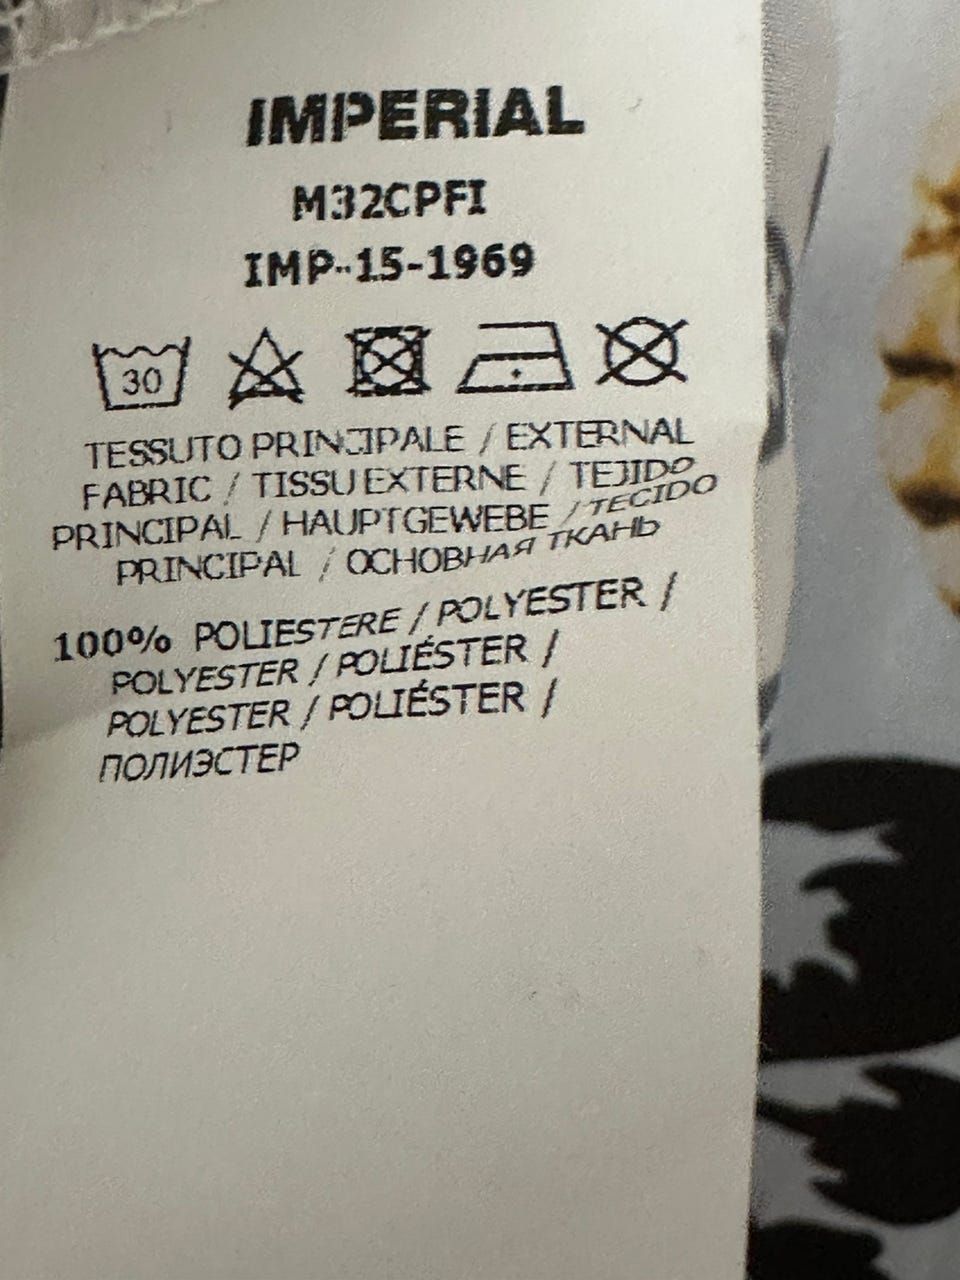 IMPERIAL
M32CPFI
IMP-15-1969
30
TESSUTO PRINCIPALE / EXTERNAL
FABRIC / TISSU EXTERNE / TEJIDO
PRINCIPAL / HAUPTGEWEBE / TECIDO
PRINCIPAL / ОСНОВНАЯ ТКАНЬ
100% POLIESTERE / POLYESTER /
POLYESTER / POLIÉSTER /
POLYESTER / POLIÉSTER /
ПОЛИЭСТЕР